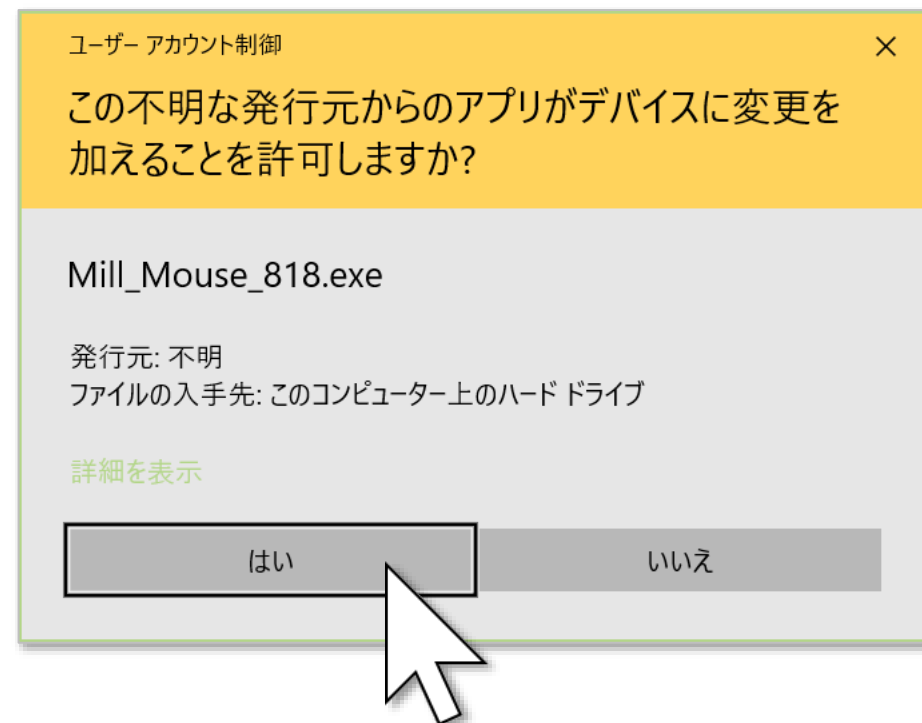 ユーザー アカウント制御
この不明な発行元からのアプリがデバイスに変更を
加えることを許可しますか?
Mill_Mouse_818.exe
発行元: 不明
ファイルの入手先: このコンピューター上のハード ドライブ
詳細を表示
はい
いいえ